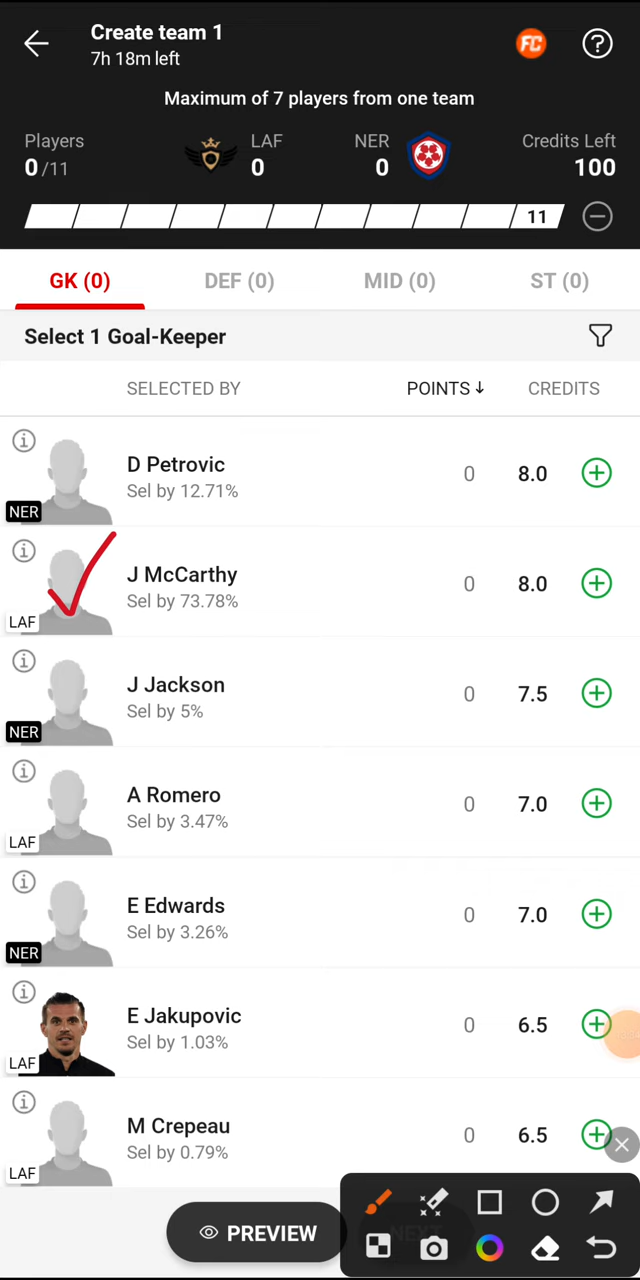 Create team 1
7h 18m left
FC
?
Maximum of 7 players from one team
Players
0/11
LAF
0
NER
0
Credits Left
100
11
GK (0)
DEF (0)
MID (0)
ST (0)
Select 1 Goal-Keeper
SELECTED BY
POINTS↓
CREDITS
D Petrovic
Sel by 12.71%
NER
0
8.0
J McCarthy
Sel by 73.78%
LAF
0
8.0
J Jackson
Sel by 5%
NER
0
7.5
A Romero
Sel by 3.47%
LAF
0
7.0
E Edwards
Sel by 3.26%
NER
0
7.0
E Jakupovic
Sel by 1.03%
LAF
0
6.5
M Crepeau
Sel by 0.79%
LAF
0
6.5
PREVIEW
NEXT